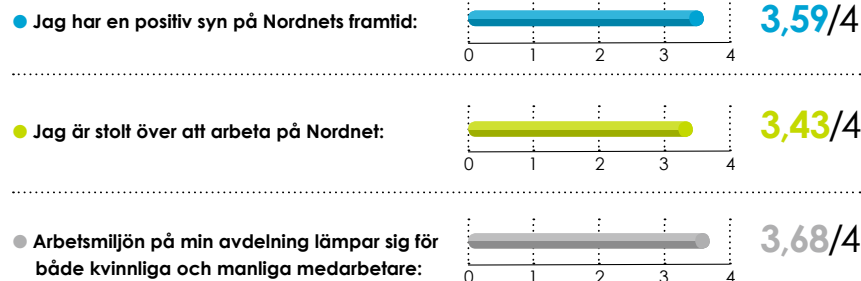 Jag har en positiv syn på Nordnets framtid:
3,59/4
0 1 2 3 4
Jag är stolt över att arbeta på Nordnet:
3,43/4
0 1 2 3 4
Arbetsmiljön på min avdelning lämpar sig för
både kvinnliga och manliga medarbetare:
3,68/4
0 1 2 3 4